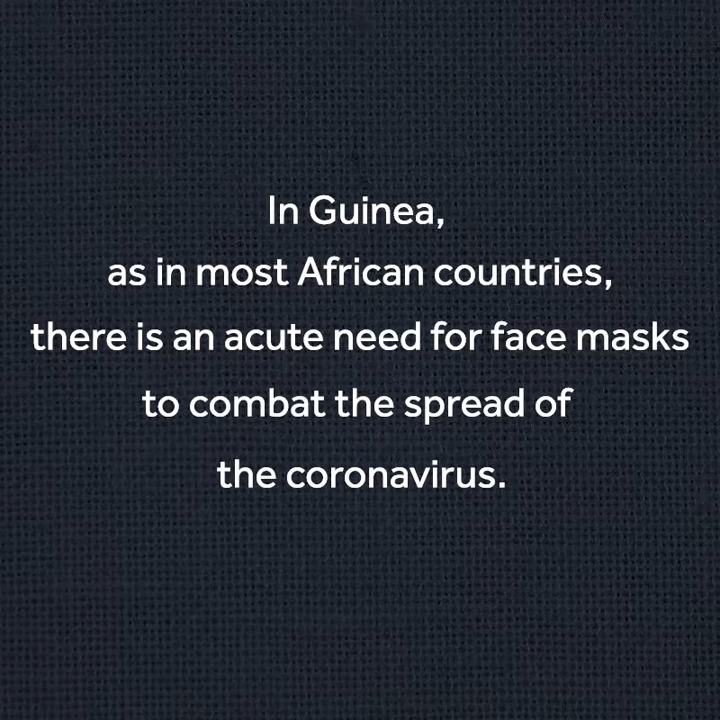 In Guinea,
as in most African countries,
there is an acute need for face masks
to combat the spread of
the coronavirus.